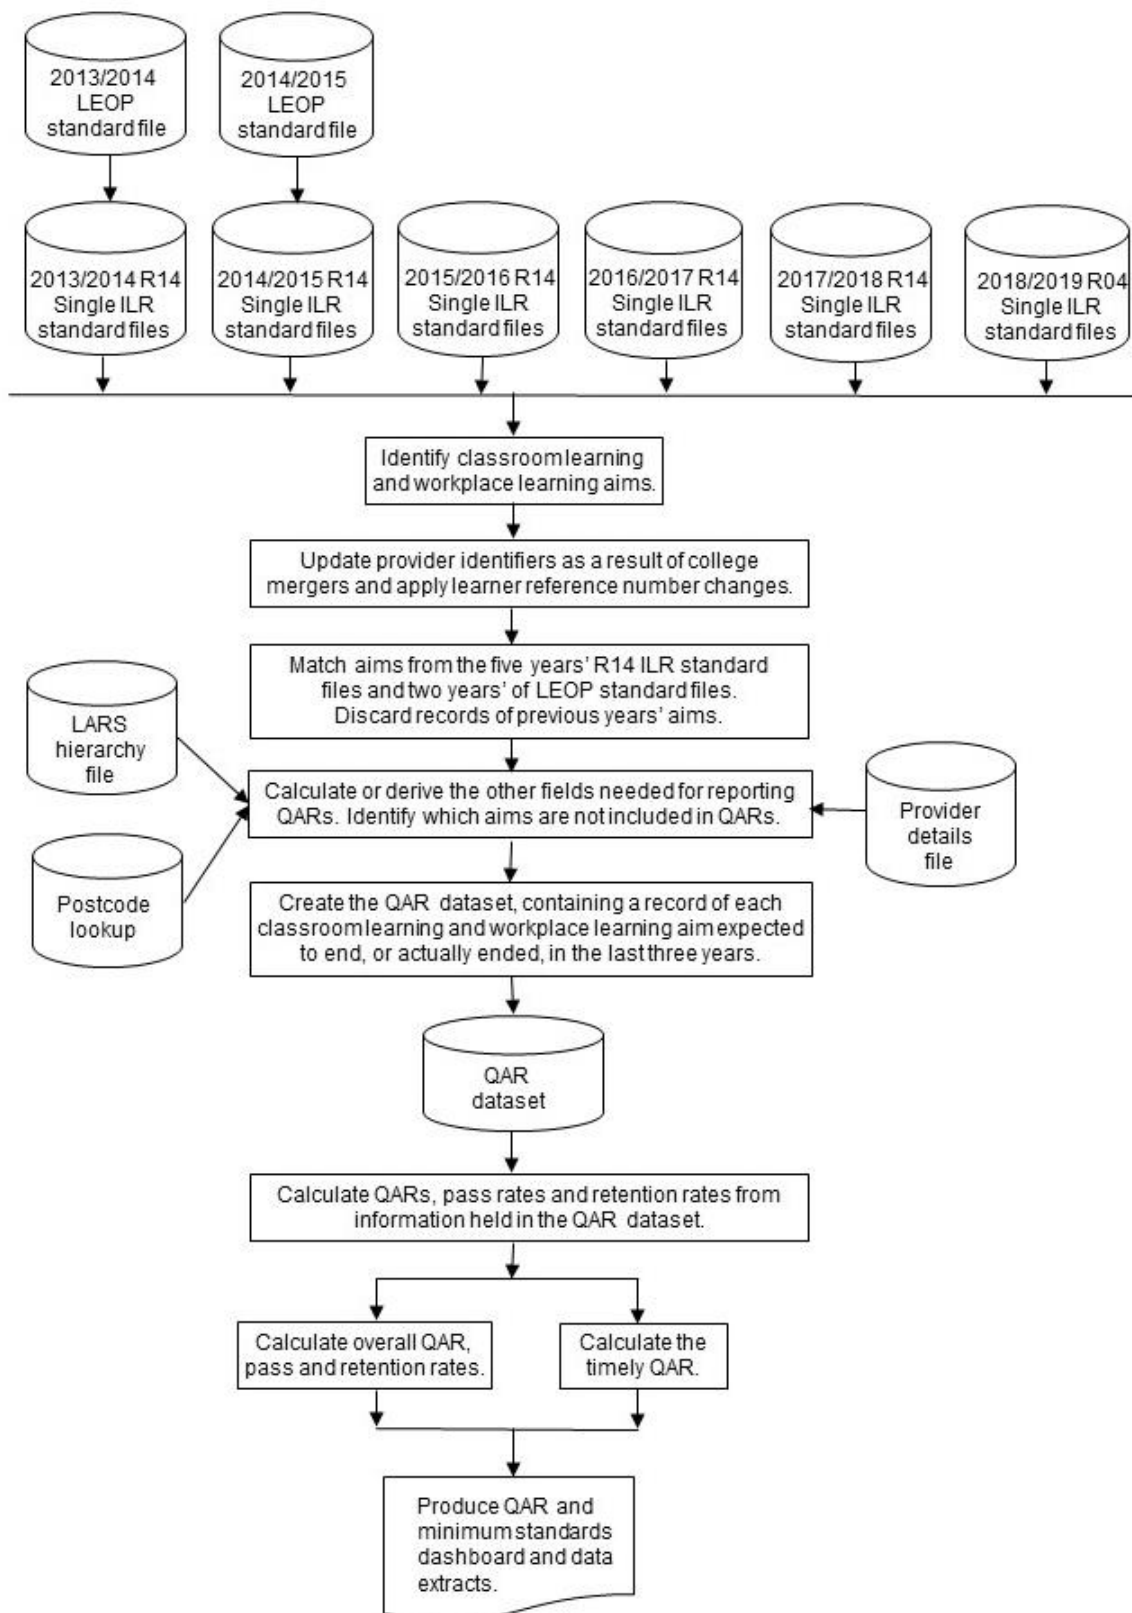 2013/2014
LEOP
standard file
2014/2015
LEOP
standard file
2013/2014 R14
Single ILR
standard files
2014/2015 R14
Single ILR
standard files
2015/2016 R14
Single ILR
standard files
2016/2017 R14
Single ILR
standard files
2017/2018 R14
Single ILR
standard files
2018/2019 R04
Single ILR
standard files
Identify classroom learning
and workplace learning aims.
Update provider identifiers as a result of college
mergers and apply learner reference number changes.
Match aims from the five years’ R14 ILR standard
files and two years’ of LEOP standard files.
Discard records of previous years’ aims.
LARS
hierarchy
file
Calculate or derive the other fields needed for reporting
QARs. Identify which aims are not included in QARs.
Provider
details
file
Postcode
lookup
Create the QAR dataset, containing a record of each
classroom learning and workplace learning aim expected
to end, or actually ended, in the last three years.
QAR
dataset
Calculate QARs, pass rates and retention rates from
information held in the QAR dataset.
Calculate overall QAR,
pass and retention rates.
Calculate the
timely QAR.
Produce QAR and
minimum standards
dashboard and data
extracts.